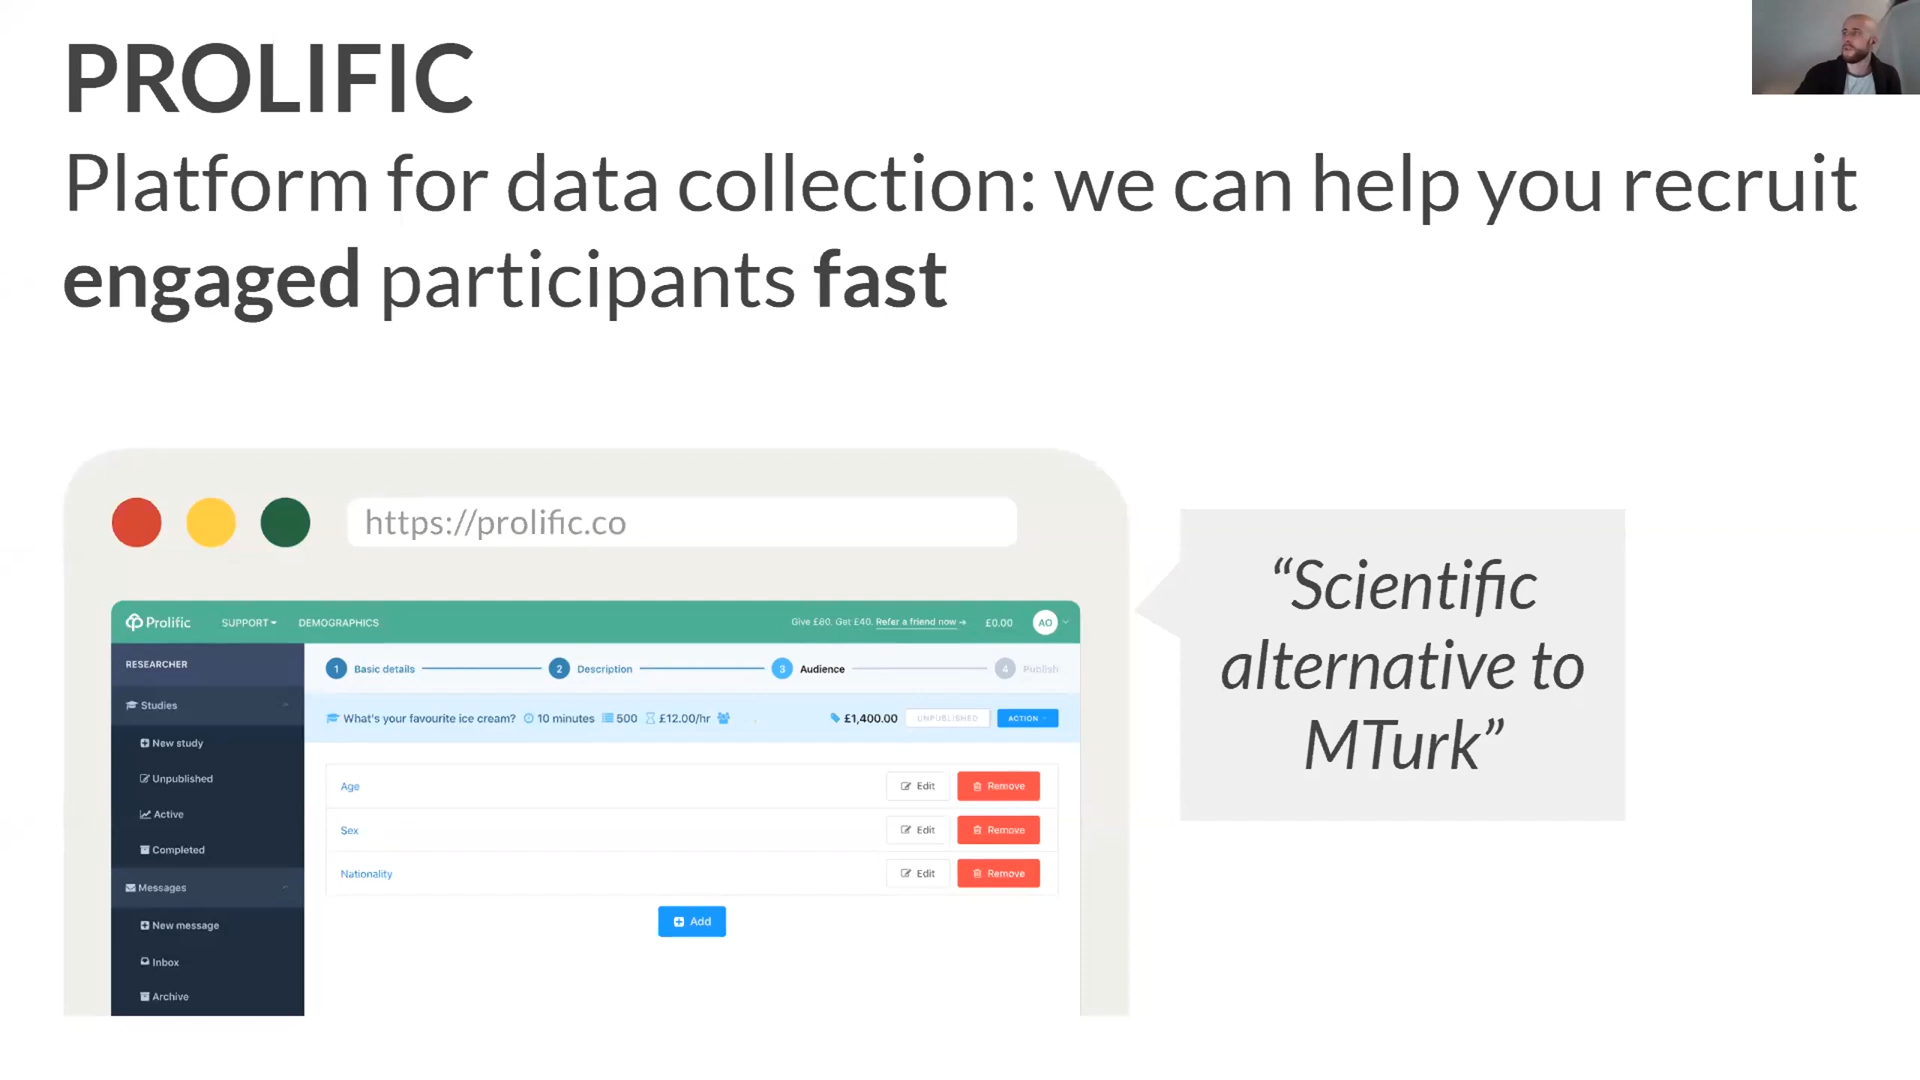 PROLIFIC
Platform for data collection: we can help you recruit
engaged participants fast
https://prolific.co
Prolific SUPPORT DEMOGRAPHICS Give £80. Get £40. Refer a friend now → £0.00 AO
RESEARCHER
1 Basic details 2 Description 3 Audience 4 Publish
Studies
What's your favourite ice cream? 10 minutes 500 £12.00/hr £1,400.00 UNPUBLISHED ACTION
New study
Unpublished
Active
Completed
Messages
New message
Inbox
Archive
Age Edit Remove
Sex Edit Remove
Nationality Edit Remove
Add
“Scientific
alternative to
MTurk”